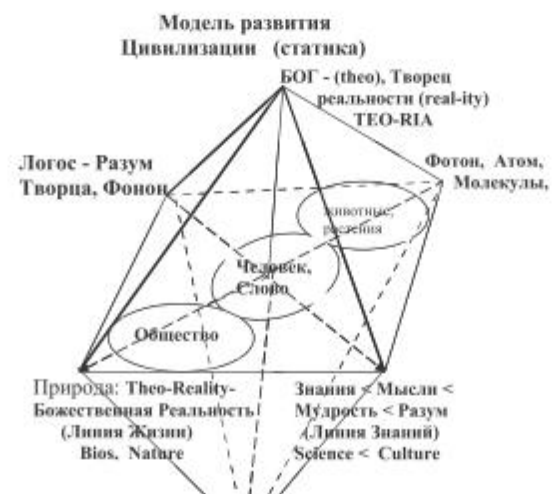 Модель развития
Цивилизации (статика)
БОГ - (theo), Творец
реальности (real-ity)
TEO-RIA
Логос - Разум
Творца, Фонон
Фотон, Атом,
Молекулы,
животные,
растения
Человек,
Слово
Общество
Природа: Theo-Reality-
Божественная Реальность
(Линия Жизни)
Bios, Nature
Знания < Мысли <
Мудрость < Разум
(Линия Знаний)
Science < Culture